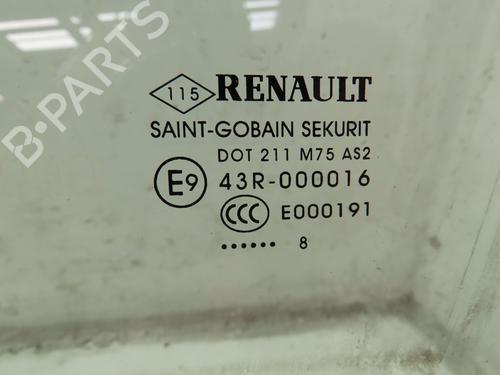 B-PARTS
115 RENAULT
SAINT-GOBAIN SEKURIT
DOT 211 M75 AS2
E9 43R-000016
CCC E000191
...... 8